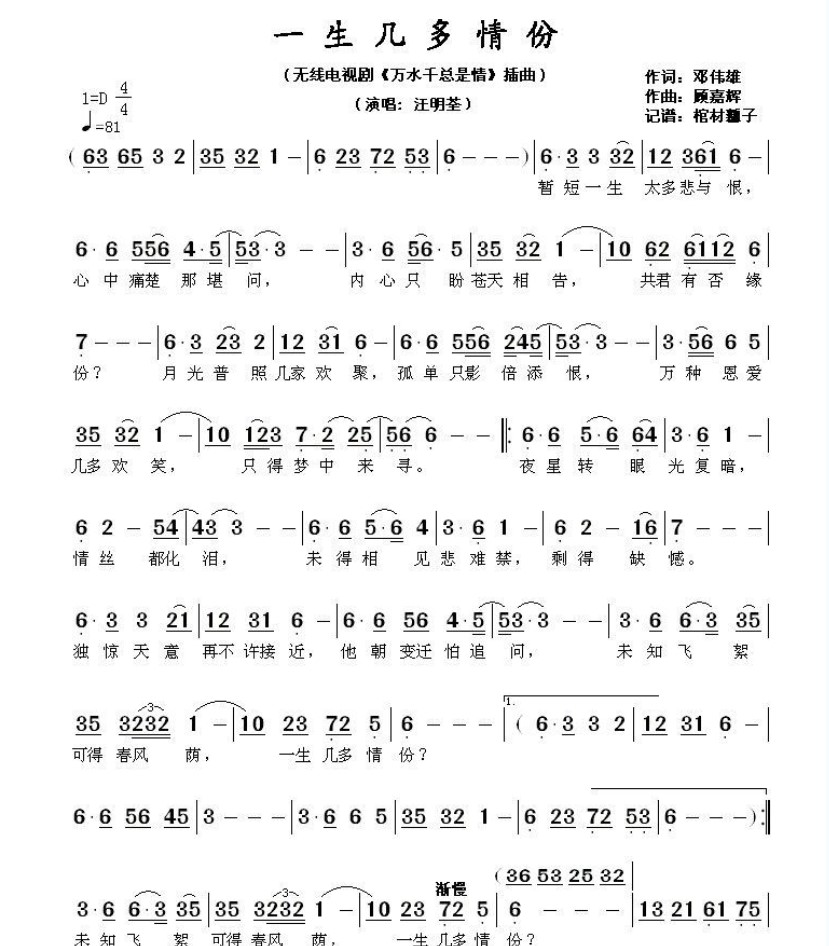 一生几多情份
(无线电视剧《万水千总是情》插曲)
(演唱: 汪明荃)
作词: 邓伟雄
作曲: 顾嘉辉
记谱: 棺材瓤子
1=D 4/4
♩=81
( 63 65 3 2 | 35 32 1 – | 6 23 72 53 | 6 – – – ) | 6· 3 3 32 | 12 361 6 – |
暂短一生 太多悲与 恨,
6· 6 556 4·5 | 53· 3 – – | 3· 6 56· 5 | 35 32 1 – | 10 62 6112 6 |
心中痛楚 那堪 问, 内心只 盼苍天相 告, 共君有否 缘
7 – – – | 6· 3 23 2 | 12 31 6 – | 6· 6 556 245 | 53· 3 – – | 3· 56 6 5 |
份? 月光普 照几家欢 聚, 孤单只影 倍添 恨, 万种恩爱
35 32 1 – | 10 123 7·2 25 | 56 6 – – ‖: 6· 6 5·6 64 | 3· 6 1 – |
几多欢 笑, 只得梦中 来 寻。 夜星转 眼光复暗,
6 2 – 54 | 43 3 – – | 6· 6 5·6 4 | 3· 6 1 – | 6 2 – 16 | 7 – – – |
情丝 都化 泪, 未得相 见悲难禁, 剩得 缺 憾。
6· 3 3 21 | 12 31 6 – | 6· 6 56 4·5 | 53· 3 – – | 3· 6 6·3 35 |
独惊天意 再不许接近, 他朝变迁怕追 问, 未知飞 絮
35 3232 1 – | 10 23 72 5 | 6 – – – | 1. ( 6· 3 3 2 | 12 31 6 – |
可得春风 荫, 一生几多情 份?
6· 6 56 45 | 3 – – – | 3· 6 6 5 | 35 32 1 – | 6 23 72 53 | 6 – – – ) :‖
渐慢
( 36 53 25 32 |
3· 6 6·3 35 | 35 3232 1 – | 10 23 72 5 | 6 – – – | 13 21 61 75 |
未知飞 絮 可得春风 荫, 一生几多情 份?